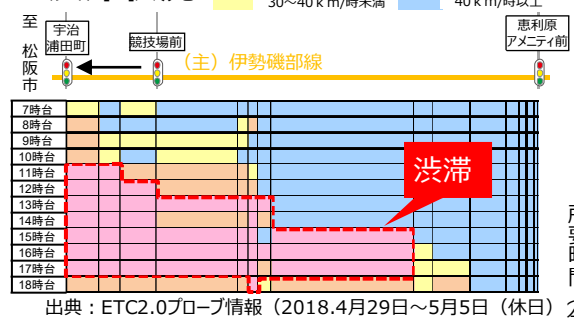 30～40ｋｍ/時未満
40ｋｍ/時以上
至
松
阪
市
宇治
浦田町
競技場前
恵利原
アメニティ前
（主）伊勢磯部線
7時台
8時台
9時台
10時台
11時台
12時台
13時台
14時台
15時台
16時台
17時台
18時台
渋滞
出典：ETC2.0プローブ情報（2018.4月29日～5月5日（休日）